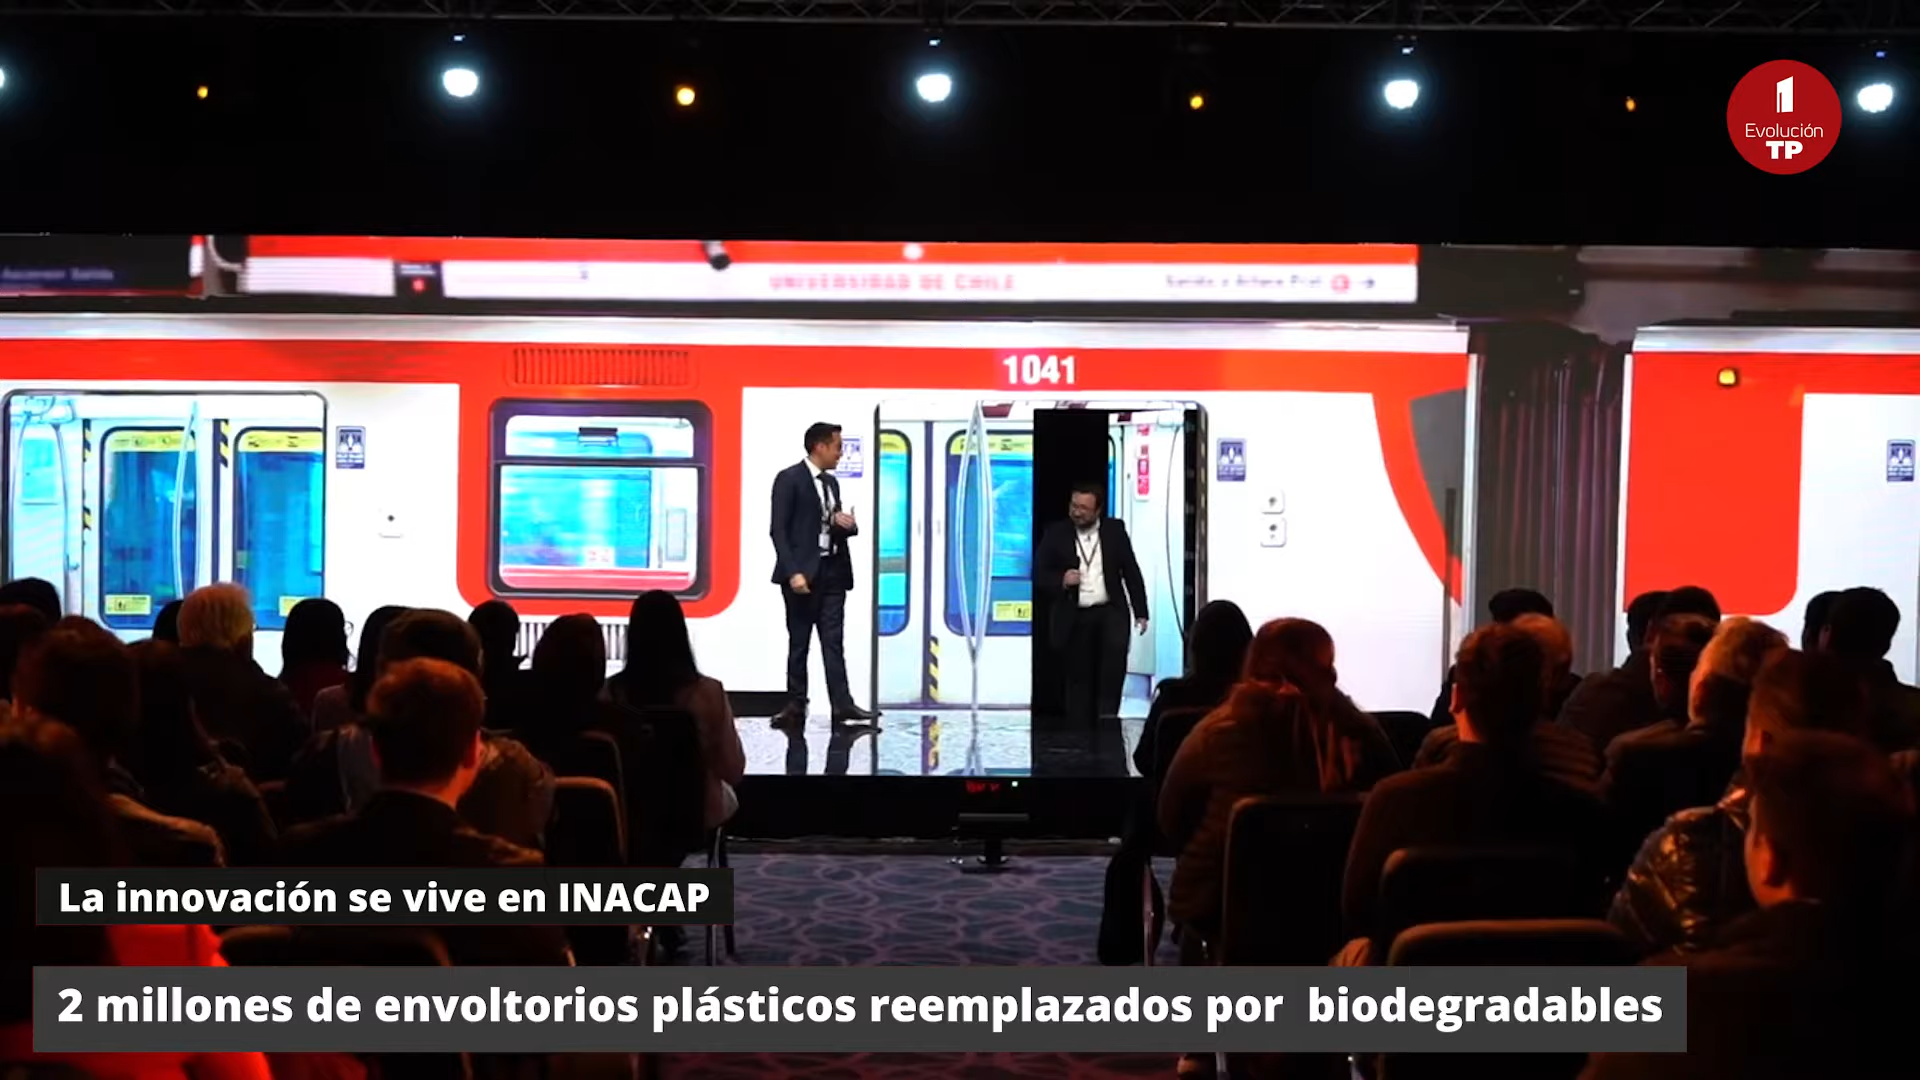 Evolución
TP
UNIVERSIDAD DE CHILE
1041
La innovación se vive en INACAP
2 millones de envoltorios plásticos reemplazados por biodegradables